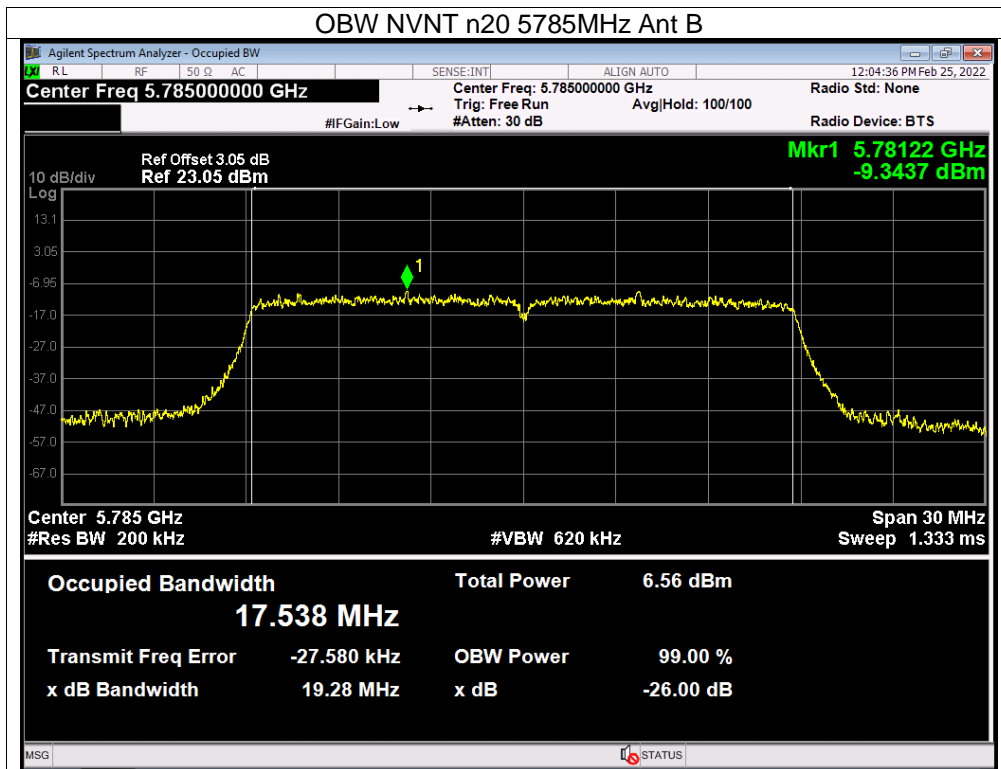 OBW NVNT n20 5785MHz Ant B
Agilent Spectrum Analyzer - Occupied BW
LXI RL RF 50 Ω AC SENSE:INT ALIGN AUTO 12:04:36 PM Feb 25, 2022
Center Freq 5.785000000 GHz Center Freq: 5.785000000 GHz Radio Std: None
Trig: Free Run Avg|Hold: 100/100
#IFGain:Low #Atten: 30 dB Radio Device: BTS
Mkr1 5.78122 GHz
-9.3437 dBm
Ref Offset 3.05 dB
10 dB/div Ref 23.05 dBm
Log
13.1
3.05
1
-6.95
-17.0
-27.0
-37.0
-47.0
-57.0
-67.0
Center 5.785 GHz Span 30 MHz
#Res BW 200 kHz #VBW 620 kHz Sweep 1.333 ms
Occupied Bandwidth Total Power 6.56 dBm
17.538 MHz
Transmit Freq Error -27.580 kHz OBW Power 99.00 %
x dB Bandwidth 19.28 MHz x dB -26.00 dB
MSG STATUS